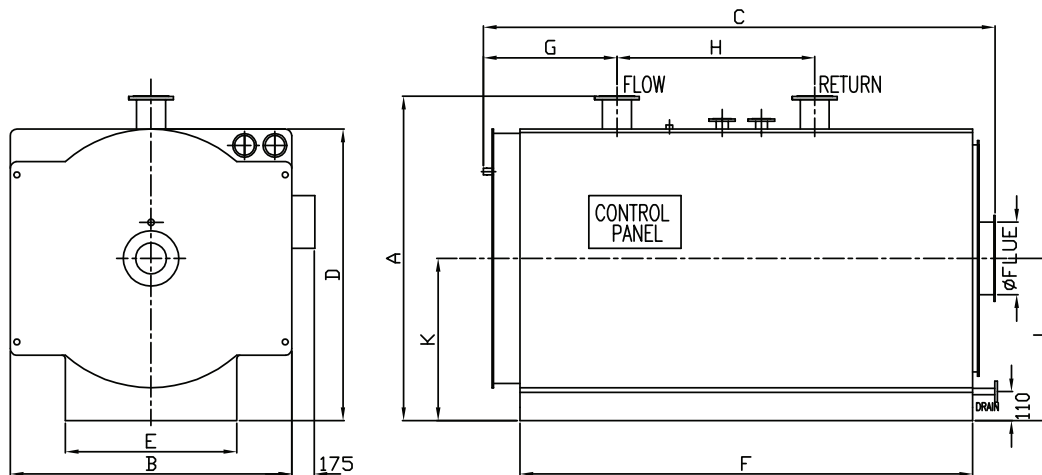 C
G
H
FLOW
RETURN
CONTROL
PANEL
A
D
K
ØFLUE
DRAIN
110
E
B
175
F